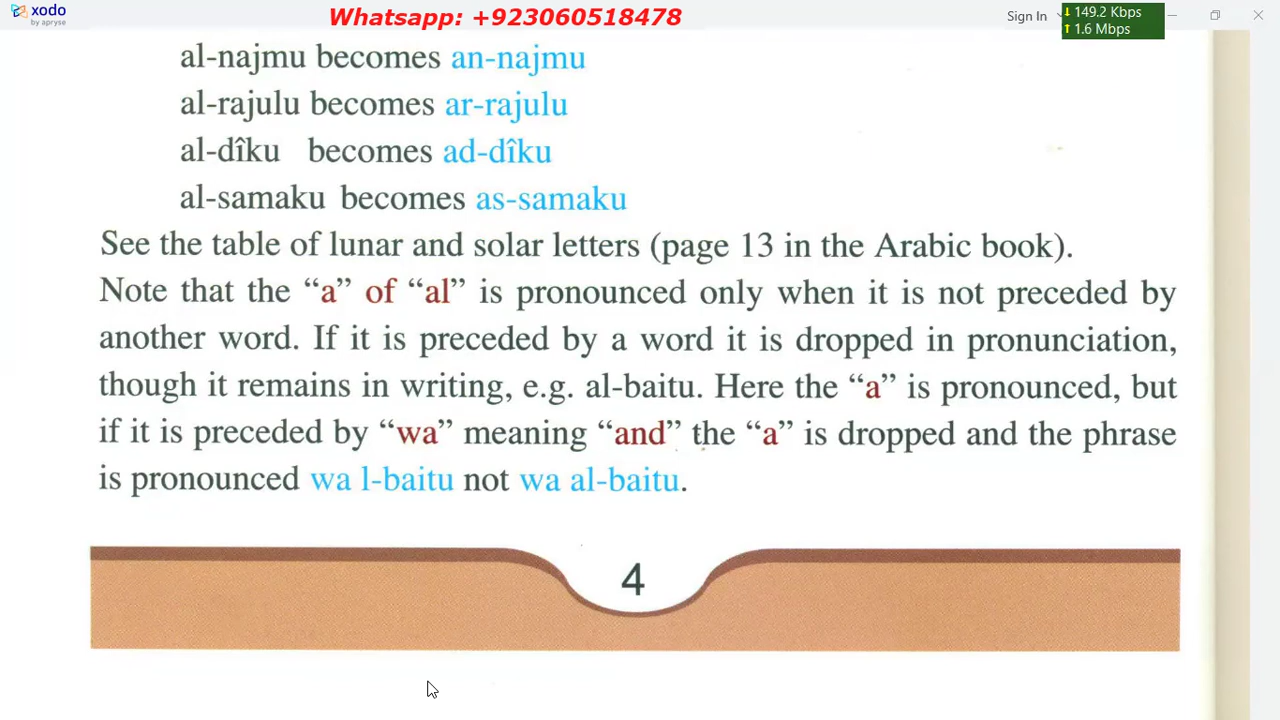 xodo
by apryse
Whatsapp: +923060518478
Sign In
149.2 Kbps
1.6 Mbps
al-najmu becomes an-najmu
al-rajulu becomes ar-rajulu
al-dîku becomes ad-dîku
al-samaku becomes as-samaku
See the table of lunar and solar letters (page 13 in the Arabic book).
Note that the “a” of “al” is pronounced only when it is not preceded by
another word. If it is preceded by a word it is dropped in pronunciation,
though it remains in writing, e.g. al-baitu. Here the “a” is pronounced, but
if it is preceded by “wa” meaning “and” the “a” is dropped and the phrase
is pronounced wa l-baitu not wa al-baitu.
4